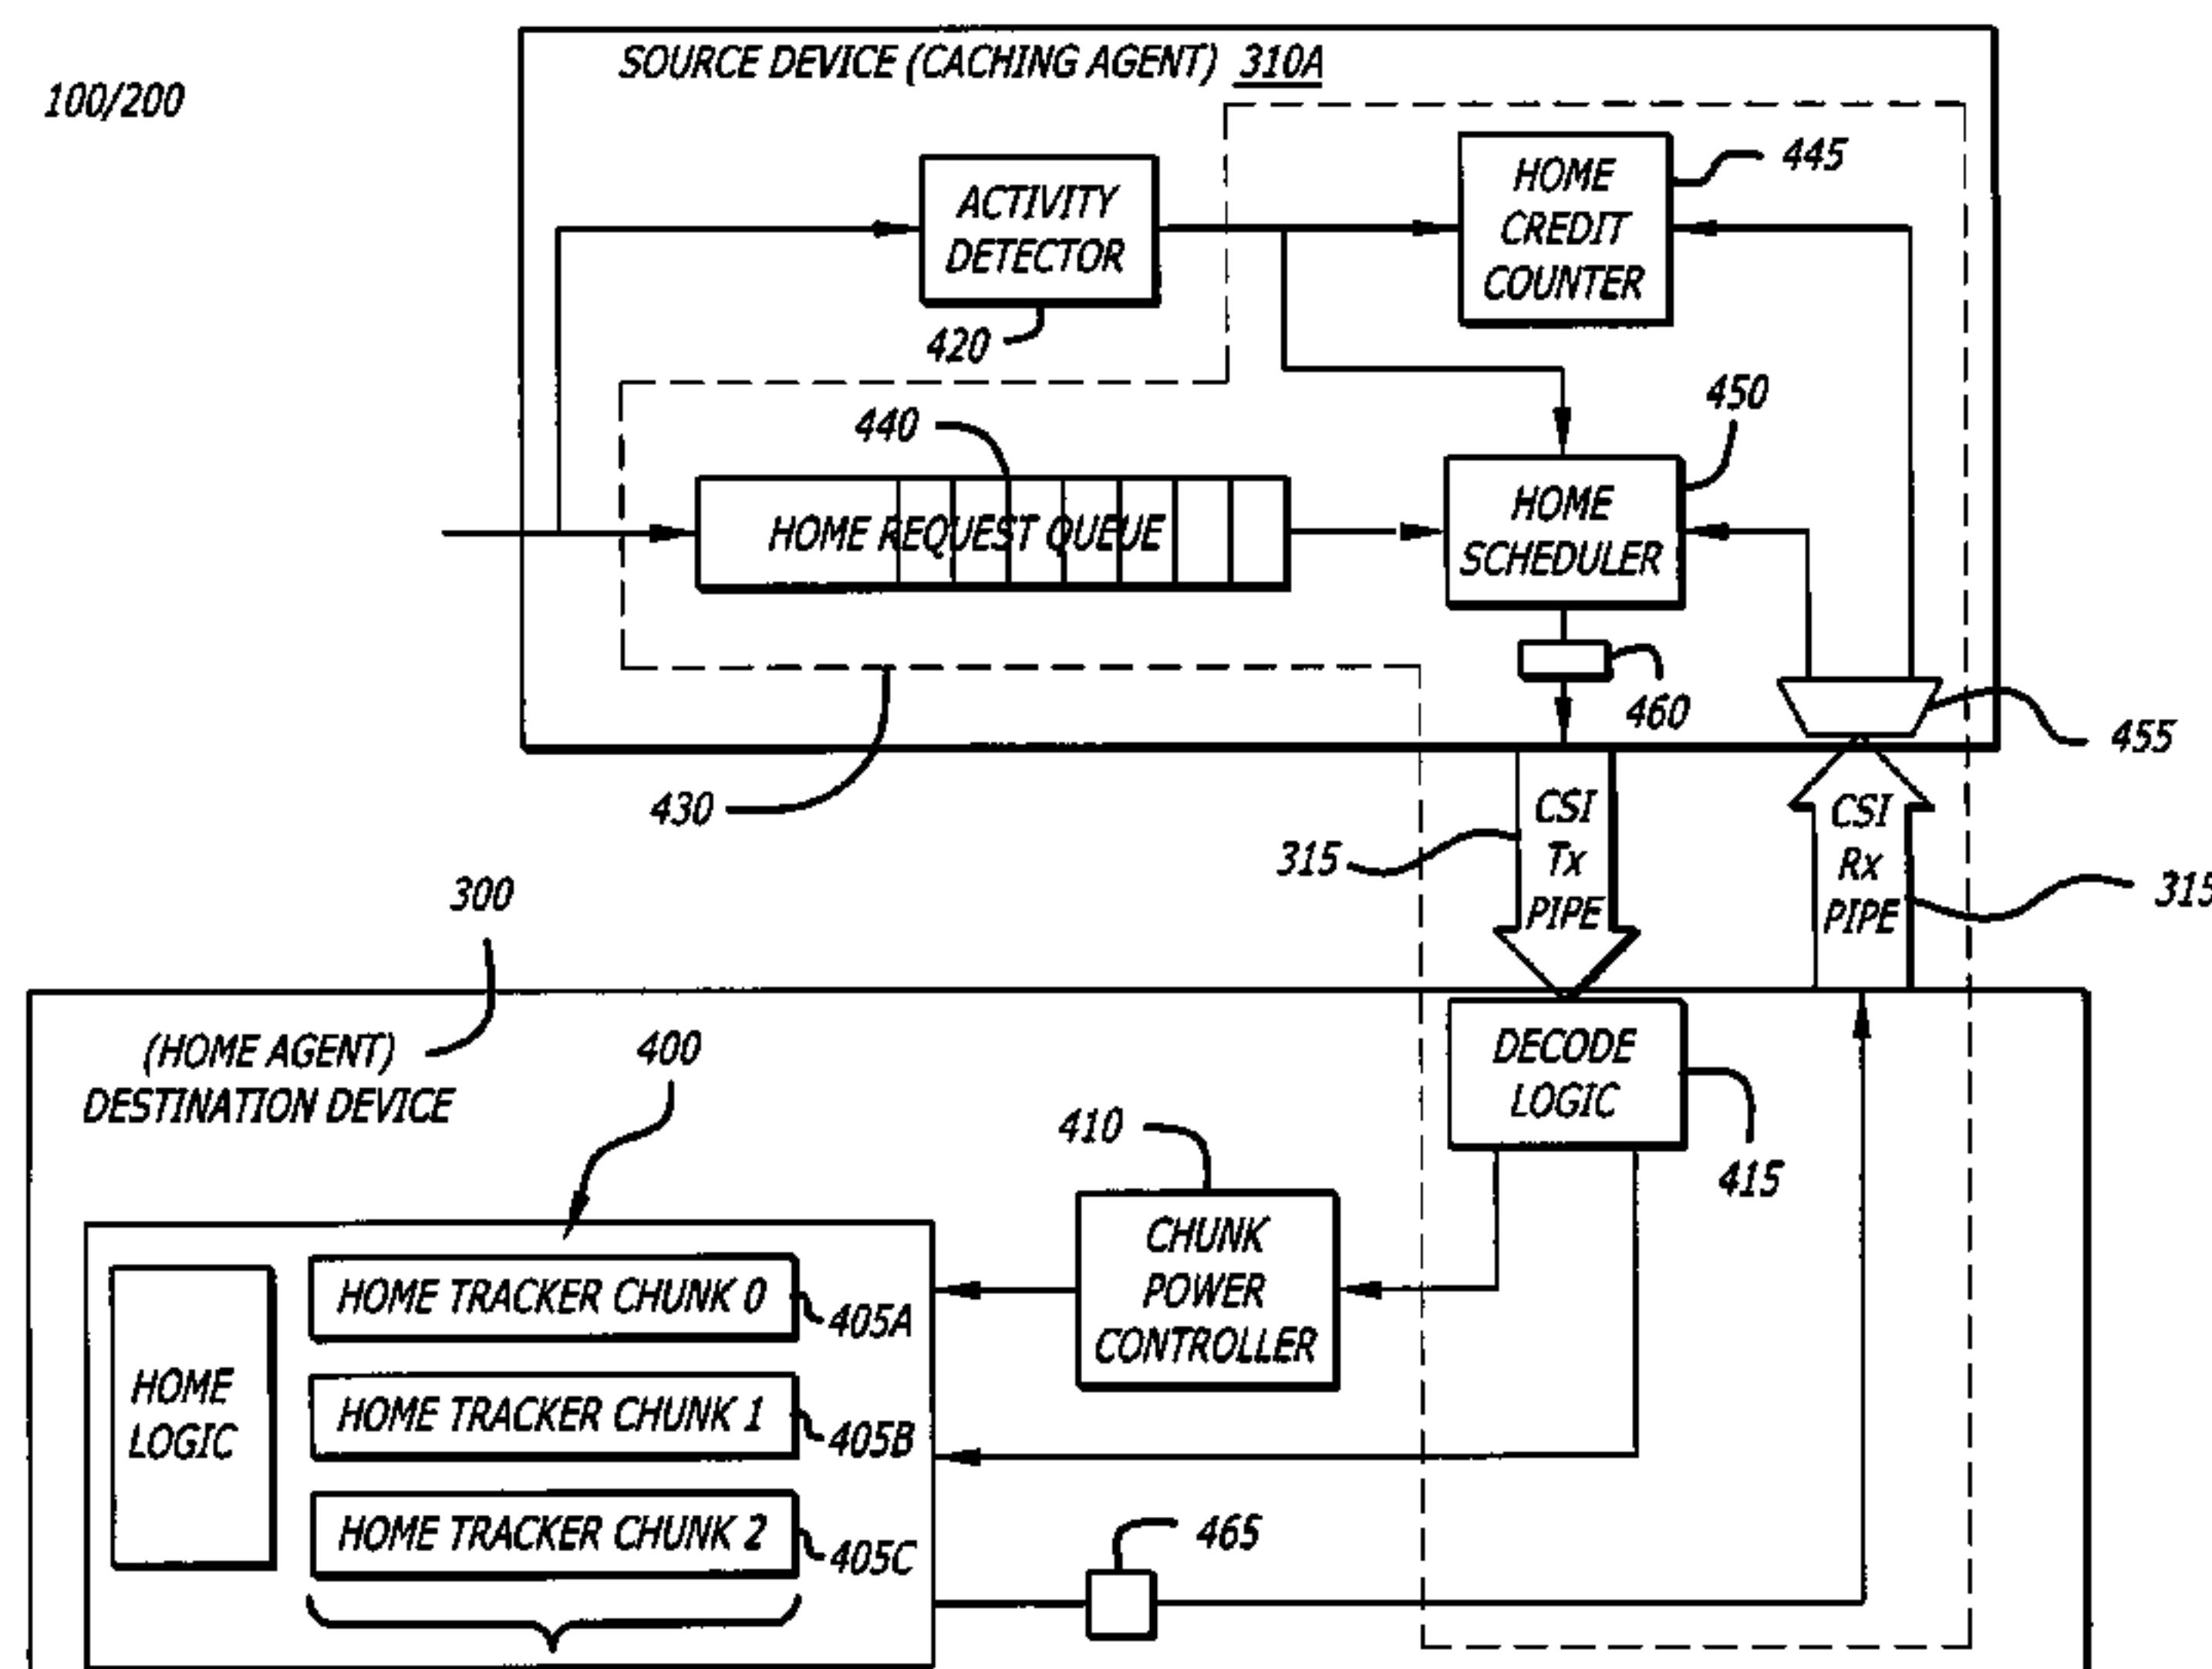 SOURCE DEVICE (CACHING AGENT) 310A
100/200
ACTIVITY
DETECTOR
420
HOME
CREDIT
COUNTER
445
440
HOME REQUEST QUEUE
450
HOME
SCHEDULER
460
455
430
315
CSI
Tx
PIPE
CSI
Rx
PIPE
315
300
(HOME AGENT)
DESTINATION DEVICE
400
410
DECODE
LOGIC
415
CHUNK
POWER
CONTROLLER
HOME
LOGIC
HOME TRACKER CHUNK 0
405A
HOME TRACKER CHUNK 1
405B
HOME TRACKER CHUNK 2
405C
465